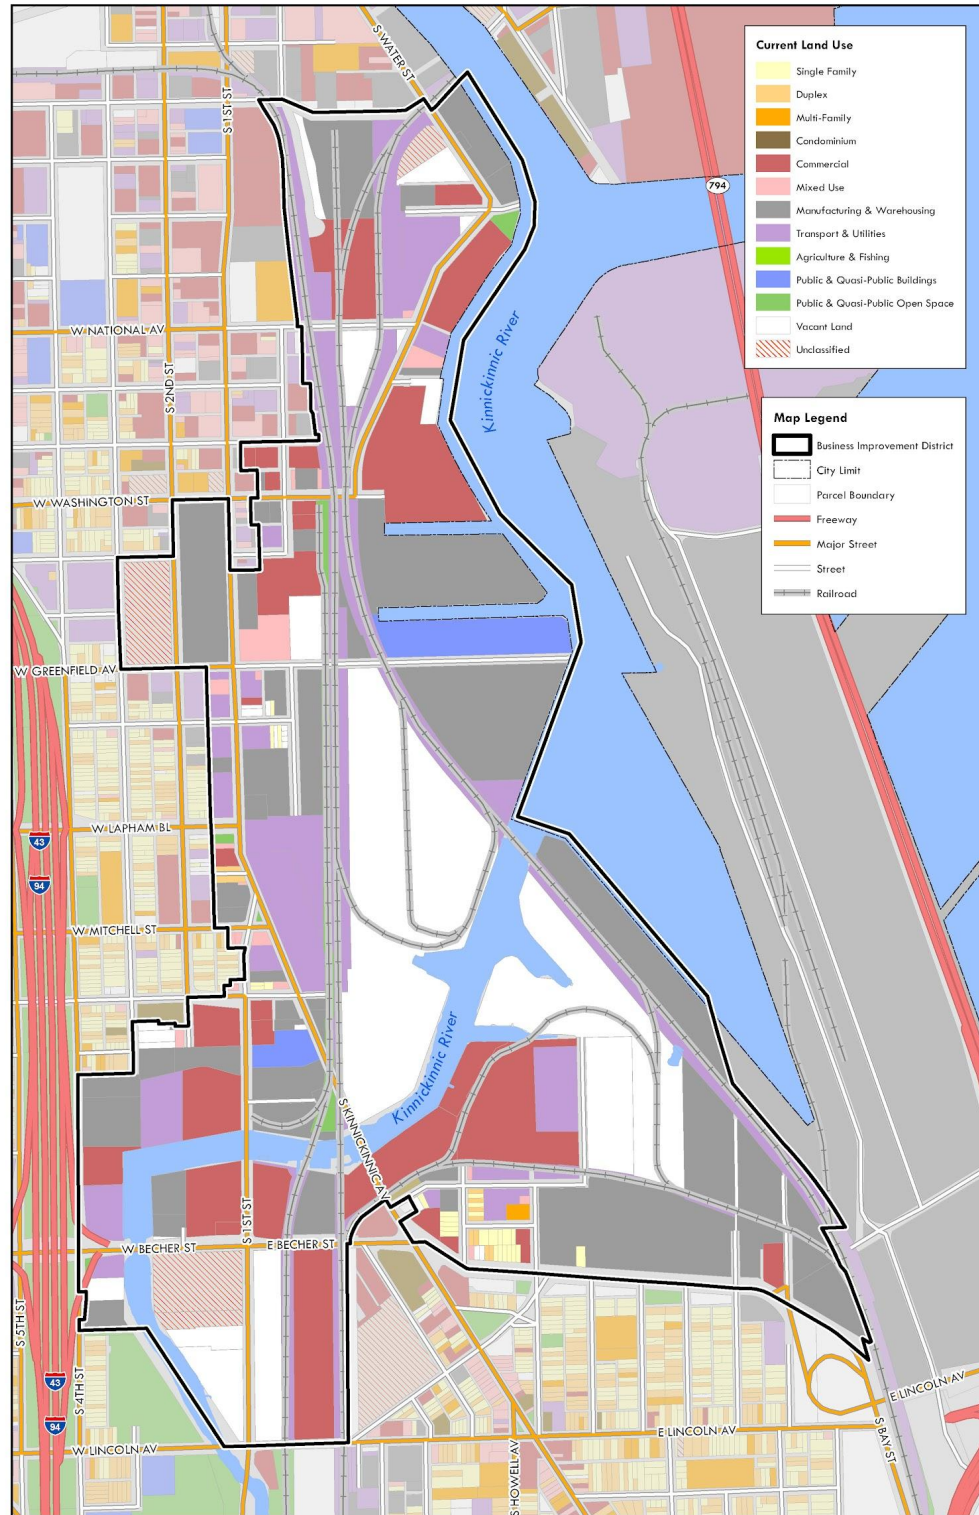 S WATER ST
S 1ST ST
Current Land Use
Single Family
Duplex
Multi-Family
Condominium
Commercial
Mixed Use
Manufacturing & Warehousing
Transport & Utilities
Agriculture & Fishing
Public & Quasi-Public Buildings
Public & Quasi-Public Open Space
Vacant Land
Unclassified
794
W NATIONAL AV
S 2ND ST
Kinnickinnic River
Map Legend
Business Improvement District
City Limit
Parcel Boundary
Freeway
Major Street
Street
Railroad
W WASHINGTON ST
W GREENFIELD AV
W LAPHAM BL
43
94
W MITCHELL ST
Kinnickinnic River
S KINNICKINNIC AV
S 1ST ST
W BECHER ST
E BECHER ST
S 5TH ST
S 4TH ST
43
94
E LINCOLN AV
W LINCOLN AV
E LINCOLN AV
S HOWELL AV
S BAY ST